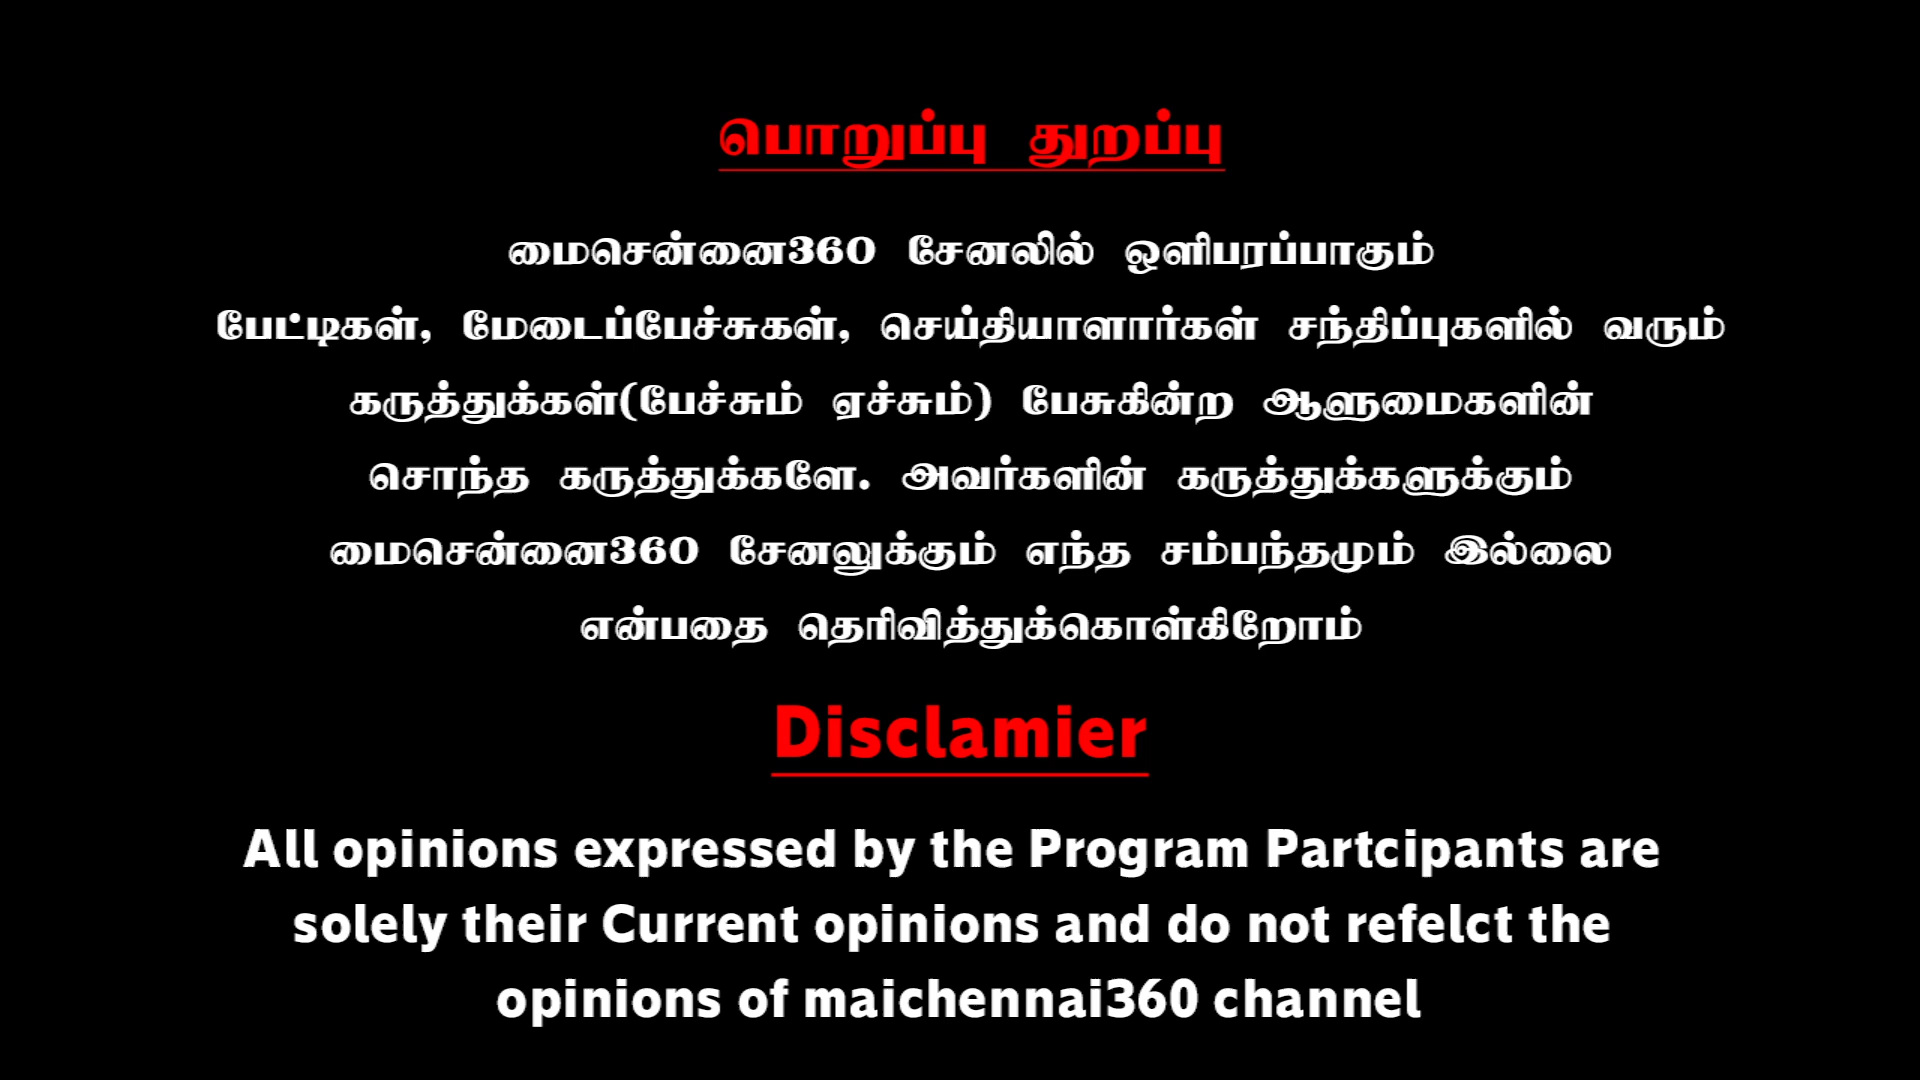 பொறுப்பு துறப்பு
மைசென்னை360 சேனலில் ஒளிபரப்பாகும்
பேட்டிகள், மேடைப்பேச்சுகள், செய்தியாளார்கள் சந்திப்புகளில் வரும்
கருத்துக்கள்(பேச்சும் ஏச்சும்) பேசுகின்ற ஆளுமைகளின்
சொந்த கருத்துக்களே. அவர்களின் கருத்துக்களுக்கும்
மைசென்னை360 சேனலுக்கும் எந்த சம்பந்தமும் இல்லை
என்பதை தெரிவித்துக்கொள்கிறோம்
Disclamier
All opinions expressed by the Program Partcipants are
solely their Current opinions and do not refelct the
opinions of maichennai360 channel